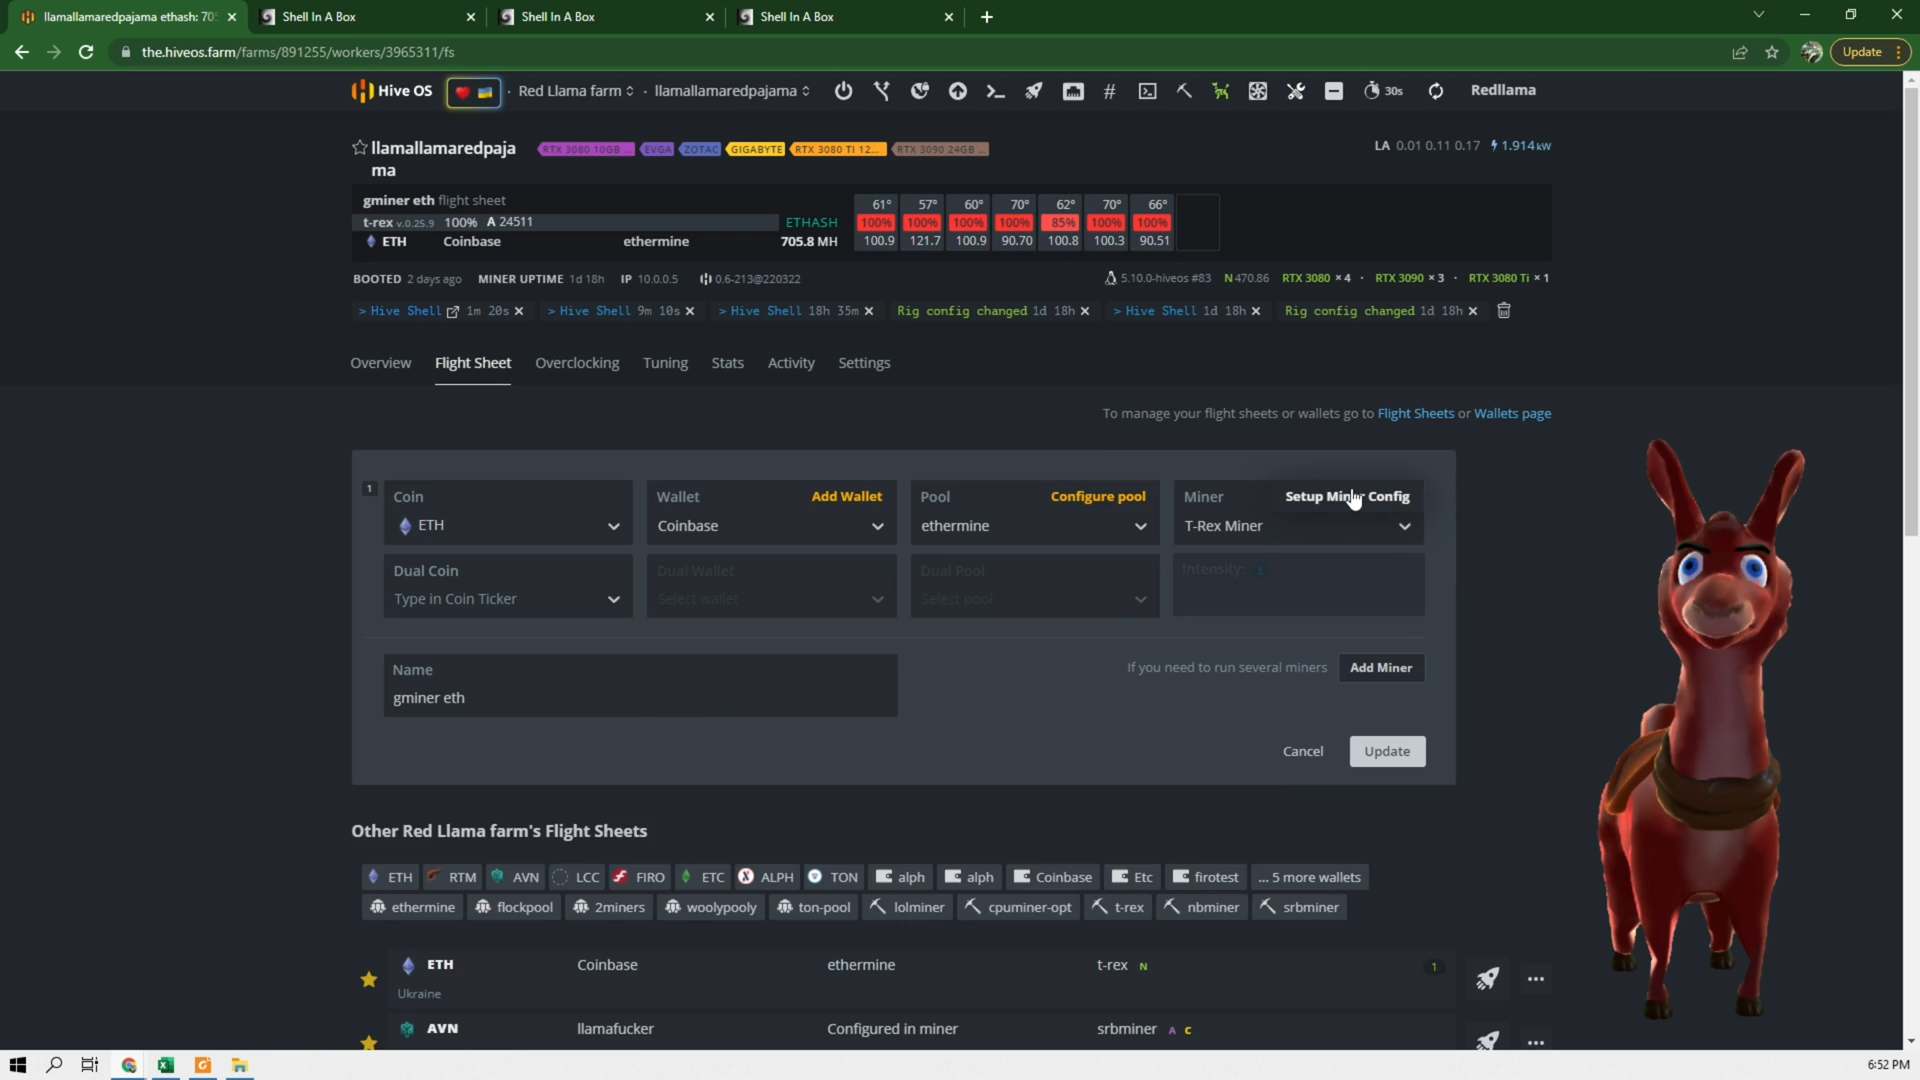 llamallamaredpajama ethash: 705
Shell In A Box
Shell In A Box
Shell In A Box
the.hiveos.farm/farms/891255/workers/3965311/fs
Update
Hive OS
Red Llama farm
llamallamaredpajama
30s
Redllama
llamallamaredpaja
ma
RTX 3080 10GB ...
EVGA
ZOTAC
GIGABYTE
RTX 3080 TI 12...
RTX 3090 24GB ...
LA 0.01 0.11 0.17 1.914 kW
gminer eth flight sheet
t-rex v.0.25.9 100% A 24511 ETHASH
ETH Coinbase ethermine 705.8 MH
61° 57° 60° 70° 62° 70° 66°
100% 100% 100% 100% 85% 100% 100%
100.9 121.7 100.9 90.70 100.8 100.3 90.51
BOOTED 2 days ago MINER UPTIME 1d 18h IP 10.0.0.5 0.6-213@220322
5.10.0-hiveos #83 N 470.86 RTX 3080 × 4 · RTX 3090 × 3 · RTX 3080 Ti × 1
> Hive Shell 1m 20s
> Hive Shell 9m 10s
> Hive Shell 18h 35m
Rig config changed 1d 18h
> Hive Shell 1d 18h
Rig config changed 1d 18h
Overview Flight Sheet Overclocking Tuning Stats Activity Settings
To manage your flight sheets or wallets go to Flight Sheets or Wallets page
1
Coin
ETH
Wallet Add Wallet
Coinbase
Pool Configure pool
ethermine
Miner Setup Miner Config
T-Rex Miner
Dual Coin
Type in Coin Ticker
Dual Wallet
Select wallet
Dual Pool
Select pool
Intensity:
Name
gminer eth
If you need to run several miners Add Miner
Cancel Update
Other Red Llama farm's Flight Sheets
ETH RTM AVN LCC FIRO ETC ALPH TON alph alph Coinbase Etc firotest ... 5 more wallets
ethermine flockpool 2miners woolypooly ton-pool lolminer cpuminer-opt t-rex nbminer srbminer
ETH Coinbase ethermine t-rex N 1
Ukraine
AVN llamafucker Configured in miner srbminer A C
6:52 PM